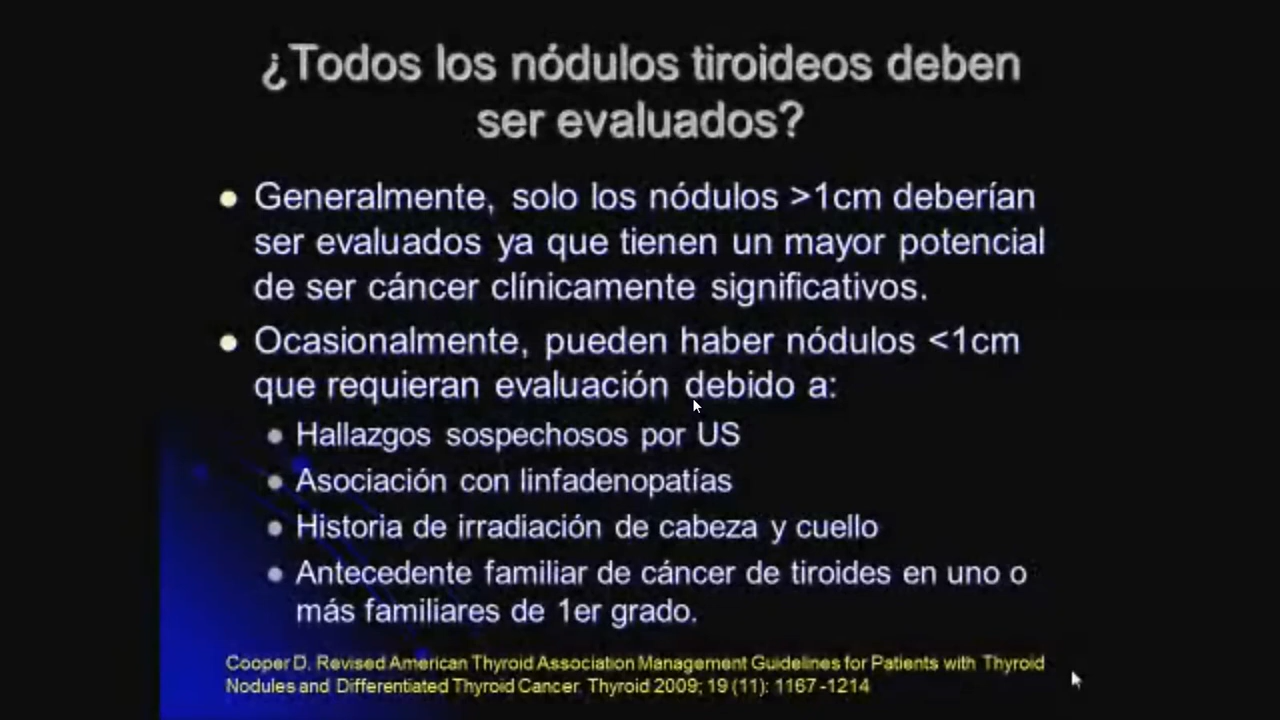 ¿Todos los nódulos tiroideos deben
ser evaluados?
Generalmente, solo los nódulos >1cm deberían
ser evaluados ya que tienen un mayor potencial
de ser cáncer clínicamente significativos.
Ocasionalmente, pueden haber nódulos <1cm
que requieran evaluación debido a:
Hallazgos sospechosos por US
Asociación con linfadenopatías
Historia de irradiación de cabeza y cuello
Antecedente familiar de cáncer de tiroides en uno o
más familiares de 1er grado.
Cooper D. Revised American Thyroid Association Management Guidelines for Patients with Thyroid
Nodules and Differentiated Thyroid Cancer. Thyroid 2009; 19 (11): 1167 -1214